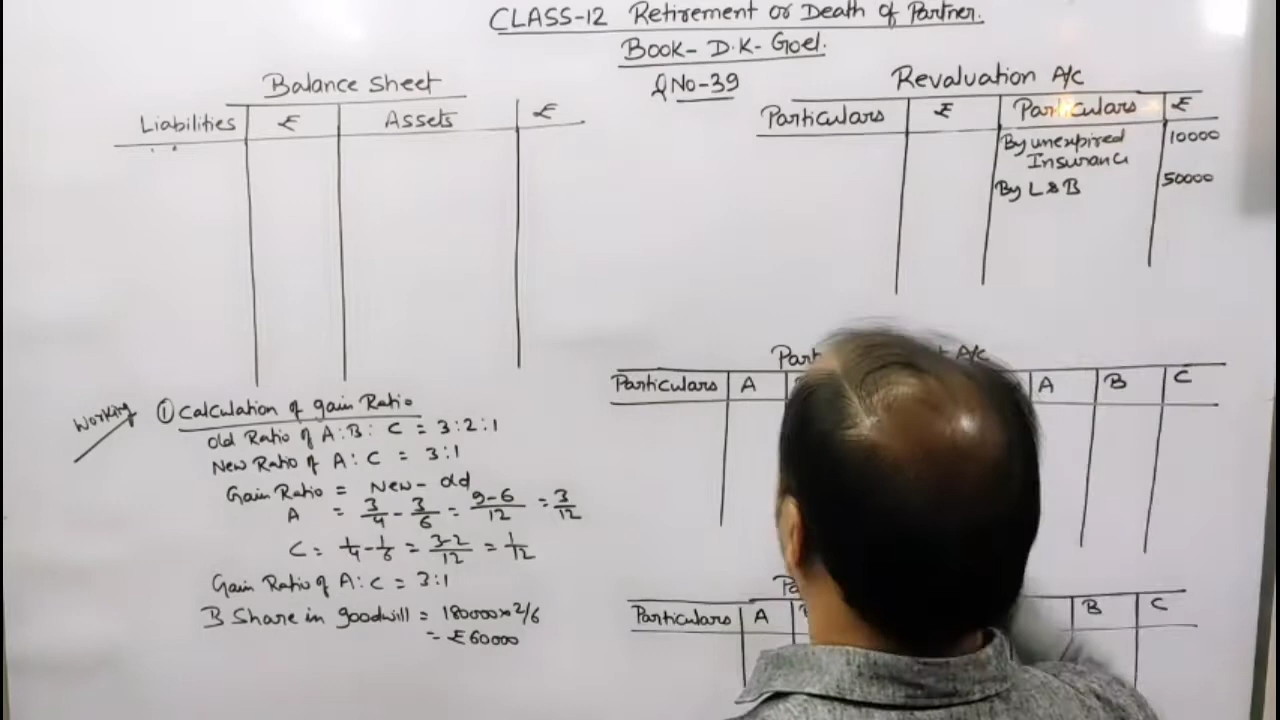 CLASS-12 Retirement or Death of Partner.
Book- D.K- Goel.
QNo-39
Balance Sheet
Liabilities ₹ Assets ₹
Revaluation A/c
Particulars ₹ Particulars ₹
By unexpired 10000
Insurance
By L&B 50000
A/c
Particulars A A B C
Particulars A B C
Working
① Calculation of gain Ratio
Old Ratio of A:B:C = 3:2:1
New Ratio of A:C = 3:1
Gain Ratio = New - old
A = 3/4 - 3/6 = 9-6/12 = 3/12
C = 1/4 - 1/6 = 3-2/12 = 1/12
Gain Ratio of A:C = 3:1
B Share in goodwill = 180000×2/6
= ₹60000